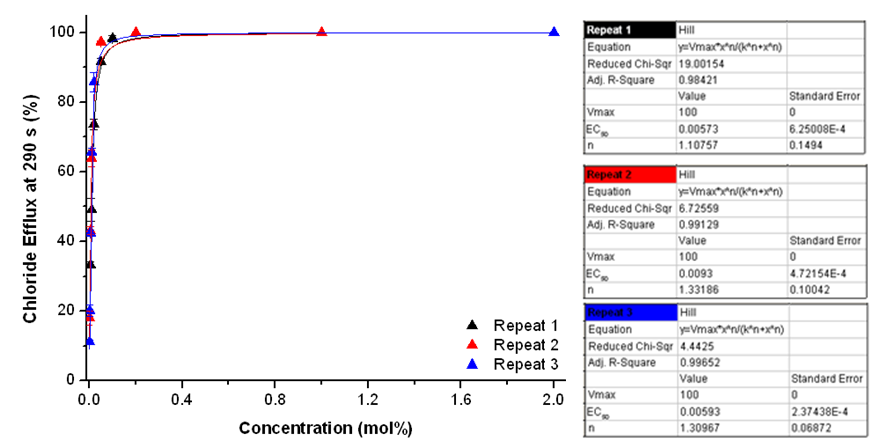 Chloride Efflux at 290 s (%)
100
80
60
40
20
0
0.0 0.4 0.8 1.2 1.6 2.0
Concentration (mol%)
Repeat 1
Repeat 2
Repeat 3
Repeat 1 Hill
Equation y=Vmax*x^n/(k^n+x^n)
Reduced Chi-Sqr 19.00154
Adj. R-Square 0.98421
Value Standard Error
Vmax 100 0
EC₅₀ 0.00573 6.25008E-4
n 1.10757 0.1494
Repeat 2 Hill
Equation y=Vmax*x^n/(k^n+x^n)
Reduced Chi-Sqr 6.72559
Adj. R-Square 0.99129
Value Standard Error
Vmax 100 0
EC₅₀ 0.0093 4.72154E-4
n 1.33186 0.10042
Repeat 3 Hill
Equation y=Vmax*x^n/(k^n+x^n)
Reduced Chi-Sqr 4.4425
Adj. R-Square 0.99652
Value Standard Error
Vmax 100 0
EC₅₀ 0.00593 2.37438E-4
n 1.30967 0.06872